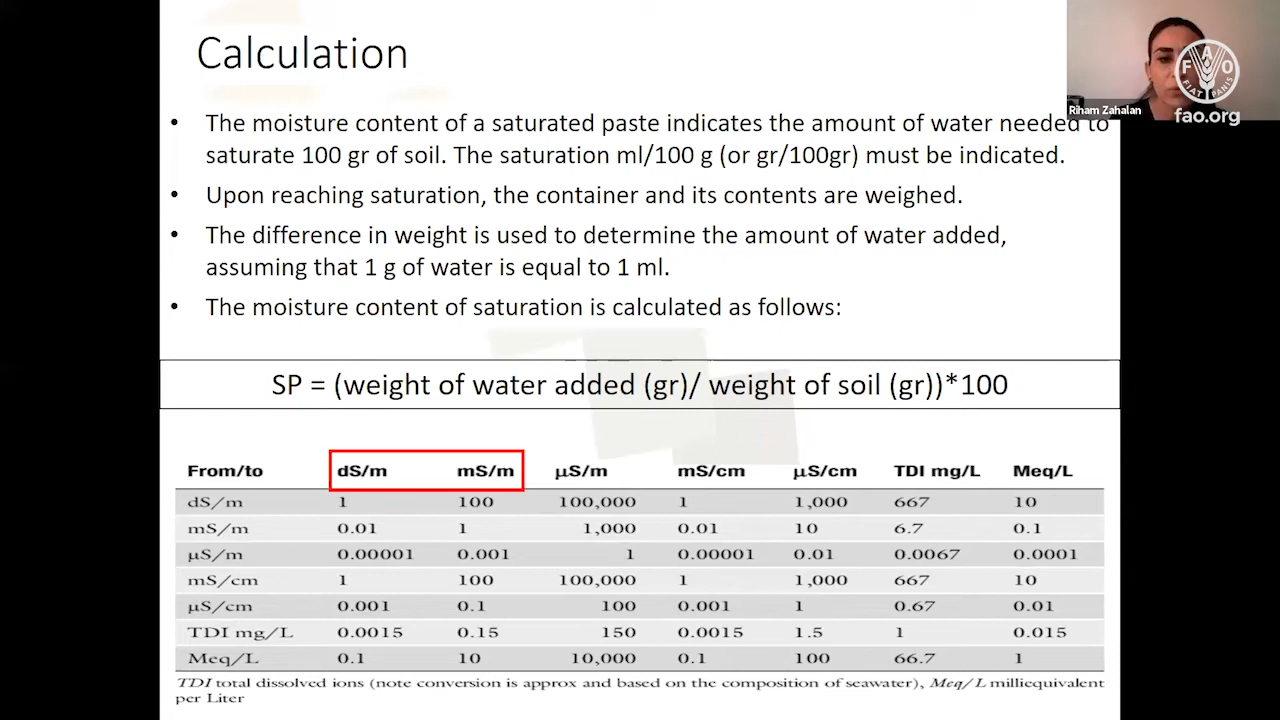 Calculation
FAO
FIAT PANIS
Riham Zahalan
fao.org
• The moisture content of a saturated paste indicates the amount of water needed to
saturate 100 gr of soil. The saturation ml/100 g (or gr/100gr) must be indicated.
• Upon reaching saturation, the container and its contents are weighed.
• The difference in weight is used to determine the amount of water added,
assuming that 1 g of water is equal to 1 ml.
• The moisture content of saturation is calculated as follows:
SP = (weight of water added (gr)/ weight of soil (gr))*100
From/to dS/m mS/m µS/m mS/cm µS/cm TDI mg/L Meq/L
dS/m 1 100 100,000 1 1,000 667 10
mS/m 0.01 1 1,000 0.01 10 6.7 0.1
µS/m 0.00001 0.001 1 0.00001 0.01 0.0067 0.0001
mS/cm 1 100 100,000 1 1,000 667 10
µS/cm 0.001 0.1 100 0.001 1 0.67 0.01
TDI mg/L 0.0015 0.15 150 0.0015 1.5 1 0.015
Meq/L 0.1 10 10,000 0.1 100 66.7 1
TDI total dissolved ions (note conversion is approx and based on the composition of seawater), Meq/L milliequivalent
per Liter